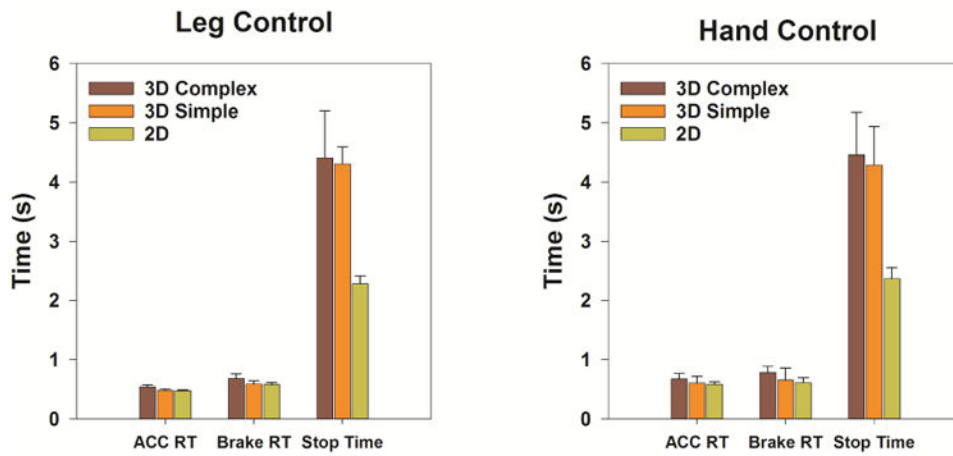 Leg Control
6
5
4
3
2
1
0
Time (s)
3D Complex
3D Simple
2D
ACC RT Brake RT Stop Time
Hand Control
6
5
4
3
2
1
0
Time (s)
3D Complex
3D Simple
2D
ACC RT Brake RT Stop Time